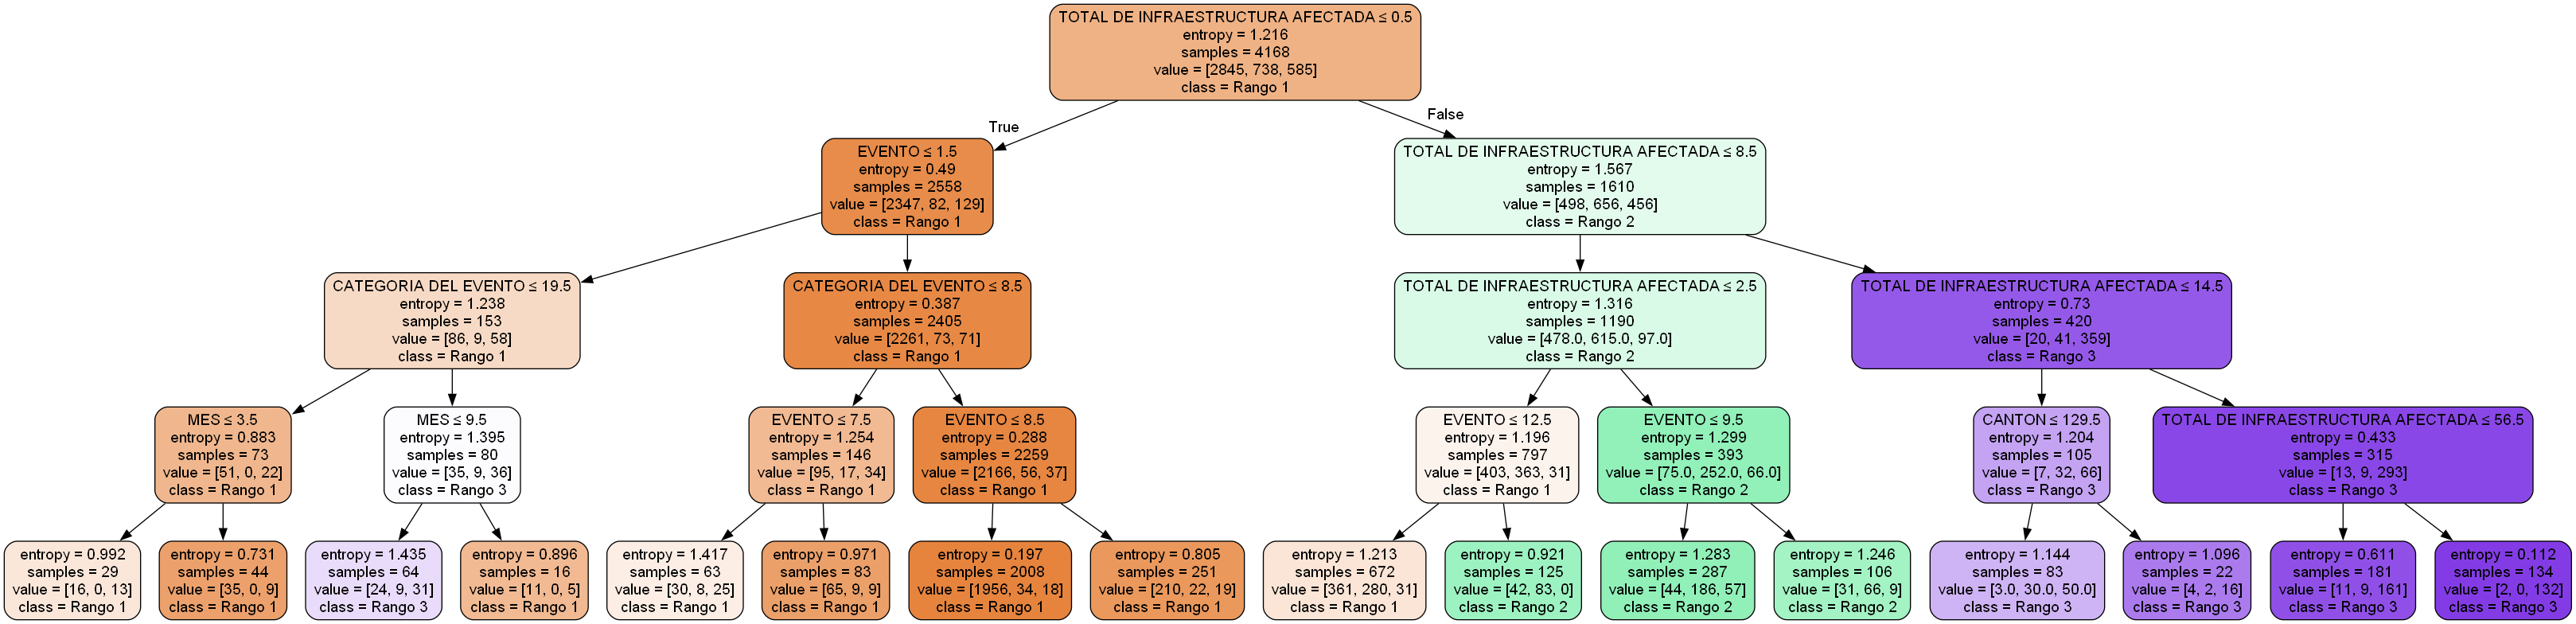 TOTAL DE INFRAESTRUCTURA AFECTADA ≤ 0.5
entropy = 1.216
samples = 4168
value = [2845, 738, 585]
class = Rango 1
True
False
EVENTO ≤ 1.5
entropy = 0.49
samples = 2558
value = [2347, 82, 129]
class = Rango 1
TOTAL DE INFRAESTRUCTURA AFECTADA ≤ 8.5
entropy = 1.567
samples = 1610
value = [498, 656, 456]
class = Rango 2
CATEGORIA DEL EVENTO ≤ 19.5
entropy = 1.238
samples = 153
value = [86, 9, 58]
class = Rango 1
CATEGORIA DEL EVENTO ≤ 8.5
entropy = 0.387
samples = 2405
value = [2261, 73, 71]
class = Rango 1
TOTAL DE INFRAESTRUCTURA AFECTADA ≤ 2.5
entropy = 1.316
samples = 1190
value = [478.0, 615.0, 97.0]
class = Rango 2
TOTAL DE INFRAESTRUCTURA AFECTADA ≤ 14.5
entropy = 0.73
samples = 420
value = [20, 41, 359]
class = Rango 3
MES ≤ 3.5
entropy = 0.883
samples = 73
value = [51, 0, 22]
class = Rango 1
MES ≤ 9.5
entropy = 1.395
samples = 80
value = [35, 9, 36]
class = Rango 3
EVENTO ≤ 7.5
entropy = 1.254
samples = 146
value = [95, 17, 34]
class = Rango 1
EVENTO ≤ 8.5
entropy = 0.288
samples = 2259
value = [2166, 56, 37]
class = Rango 1
EVENTO ≤ 12.5
entropy = 1.196
samples = 797
value = [403, 363, 31]
class = Rango 1
EVENTO ≤ 9.5
entropy = 1.299
samples = 393
value = [75.0, 252.0, 66.0]
class = Rango 2
CANTON ≤ 129.5
entropy = 1.204
samples = 105
value = [7, 32, 66]
class = Rango 3
TOTAL DE INFRAESTRUCTURA AFECTADA ≤ 56.5
entropy = 0.433
samples = 315
value = [13, 9, 293]
class = Rango 3
entropy = 0.992
samples = 29
value = [16, 0, 13]
class = Rango 1
entropy = 0.731
samples = 44
value = [35, 0, 9]
class = Rango 1
entropy = 1.435
samples = 64
value = [24, 9, 31]
class = Rango 3
entropy = 0.896
samples = 16
value = [11, 0, 5]
class = Rango 1
entropy = 1.417
samples = 63
value = [30, 8, 25]
class = Rango 1
entropy = 0.971
samples = 83
value = [65, 9, 9]
class = Rango 1
entropy = 0.197
samples = 2008
value = [1956, 34, 18]
class = Rango 1
entropy = 0.805
samples = 251
value = [210, 22, 19]
class = Rango 1
entropy = 1.213
samples = 672
value = [361, 280, 31]
class = Rango 1
entropy = 0.921
samples = 125
value = [42, 83, 0]
class = Rango 2
entropy = 1.283
samples = 287
value = [44, 186, 57]
class = Rango 2
entropy = 1.246
samples = 106
value = [31, 66, 9]
class = Rango 2
entropy = 1.144
samples = 83
value = [3.0, 30.0, 50.0]
class = Rango 3
entropy = 1.096
samples = 22
value = [4, 2, 16]
class = Rango 3
entropy = 0.611
samples = 181
value = [11, 9, 161]
class = Rango 3
entropy = 0.112
samples = 134
value = [2, 0, 132]
class = Rango 3